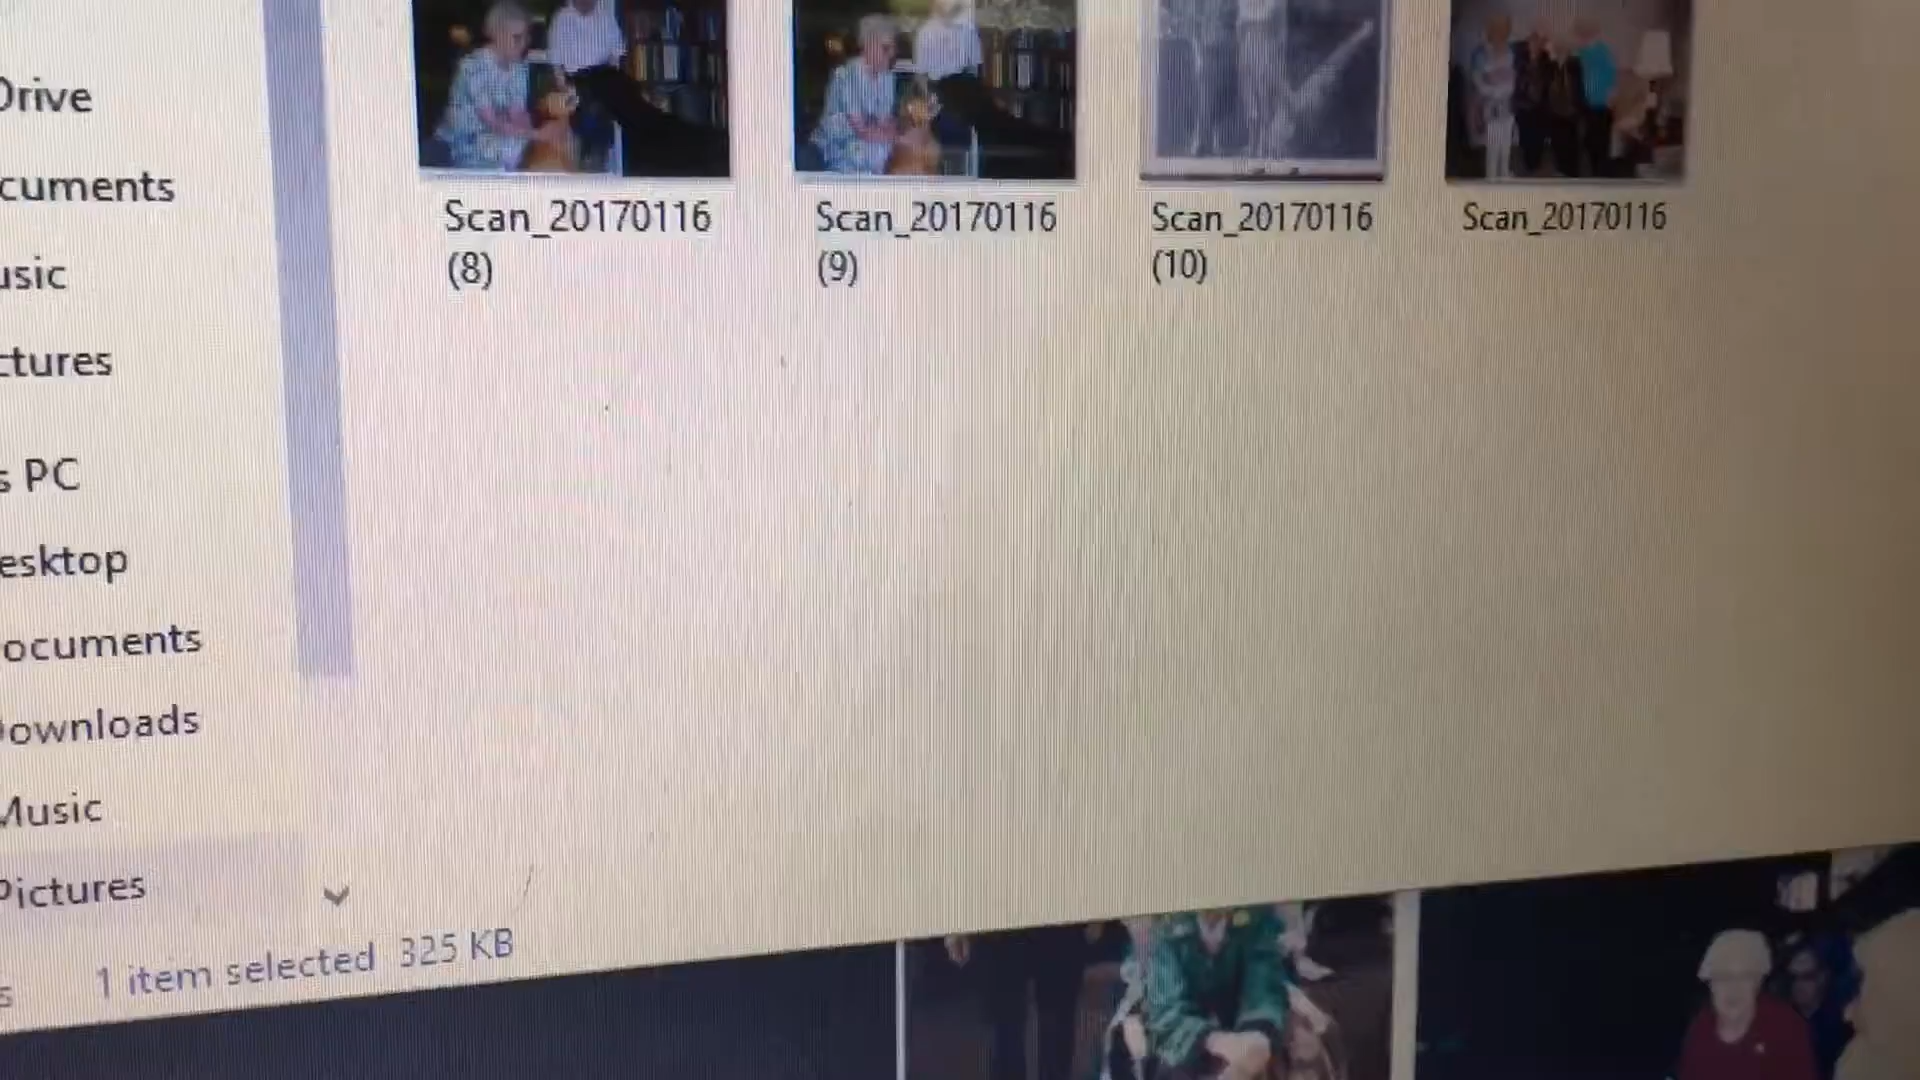 Drive
cuments
usic
ctures
s PC
esktop
ocuments
ownloads
Music
Pictures
s 1 item selected 325 KB
Scan_20170116
(8)
Scan_20170116
(9)
Scan_20170116
(10)
Scan_20170116